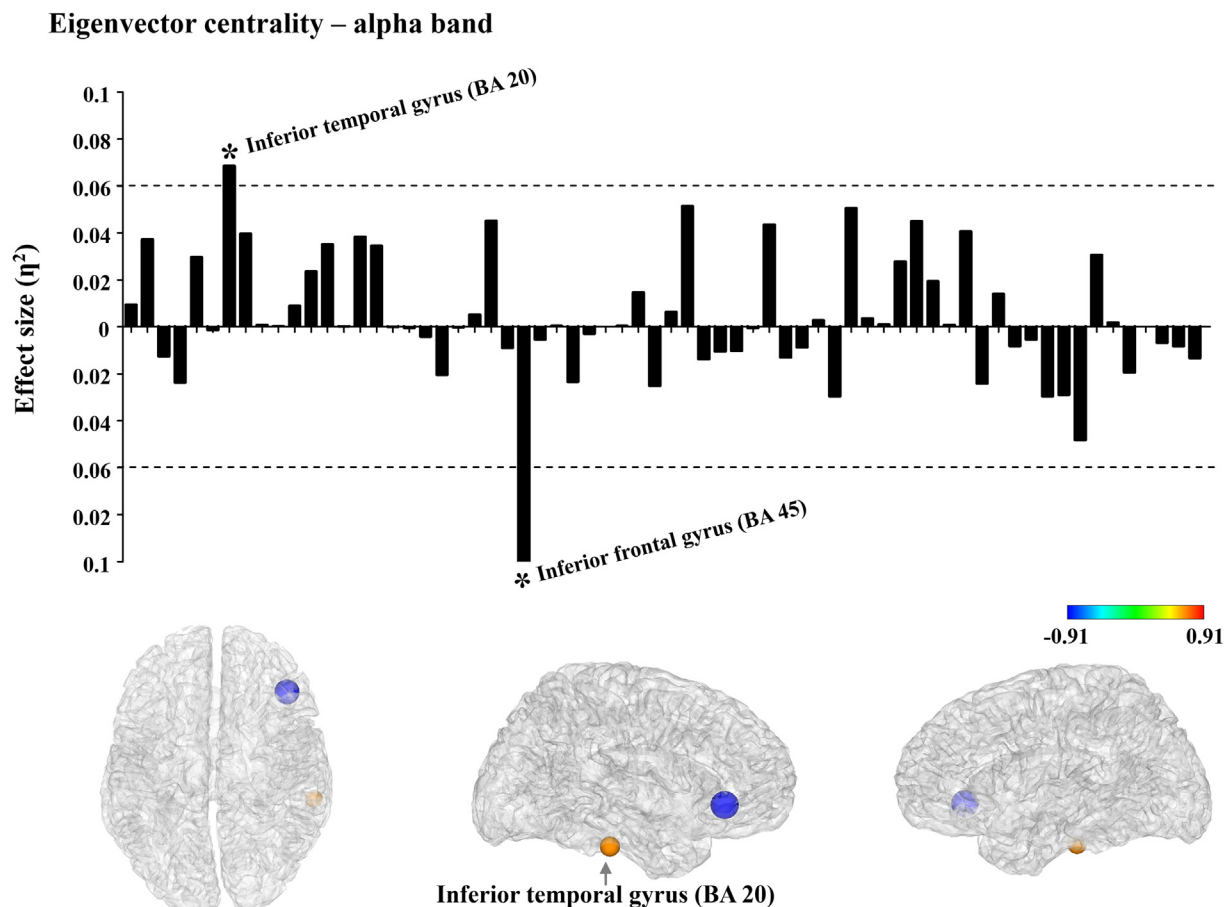 Eigenvector centrality – alpha band
Inferior temporal gyrus (BA 20)
*
0.1
0.08
0.06
0.04
0.02
0
0.02
0.04
0.06
0.02
0.1
Effect size (η²)
* Inferior frontal gyrus (BA 45)
-0.91 0.91
Inferior temporal gyrus (BA 20)